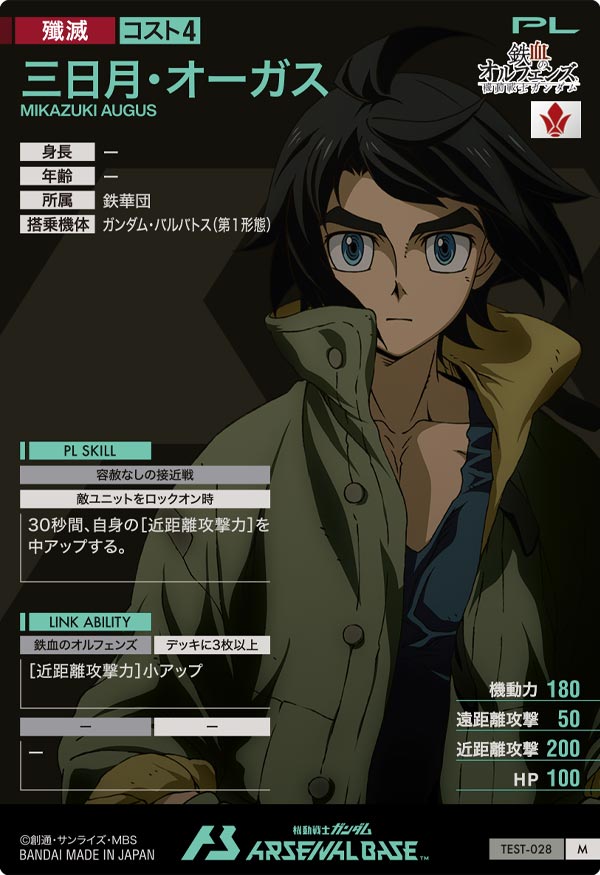 殲滅 コスト4 PL
三日月・オーガス
MIKAZUKI AUGUS
鉄血の
オルフェンズ
機動戦士ガンダム
身長 ー
年齢 ー
所属 鉄華団
搭乗機体 ガンダム・バルバトス(第1形態)
PL SKILL
容赦なしの接近戦
敵ユニットをロックオン時
30秒間、自身の[近距離攻撃力]を
中アップする。
LINK ABILITY
鉄血のオルフェンズ デッキに3枚以上
[近距離攻撃力]小アップ
ー ー
ー
機動力 180
遠距離攻撃 50
近距離攻撃 200
HP 100
©創通・サンライズ・MBS
BANDAI MADE IN JAPAN
機動戦士ガンダム
AB ARSENAL BASE™
TEST-028 M